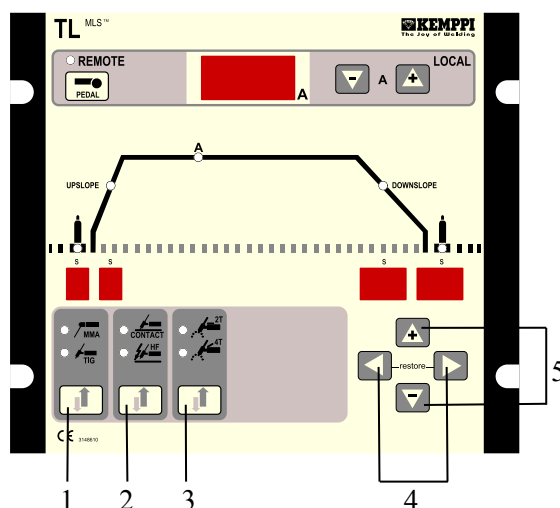 TL MLS™
KEMPPI
The Joy of Welding
REMOTE
LOCAL
PEDAL
A
A
A
UPSLOPE
DOWNSLOPE
s
s
s
s
MMA
TIG
CONTACT
HF
2T
4T
restore
CE 3148610
1
2
3
4
5